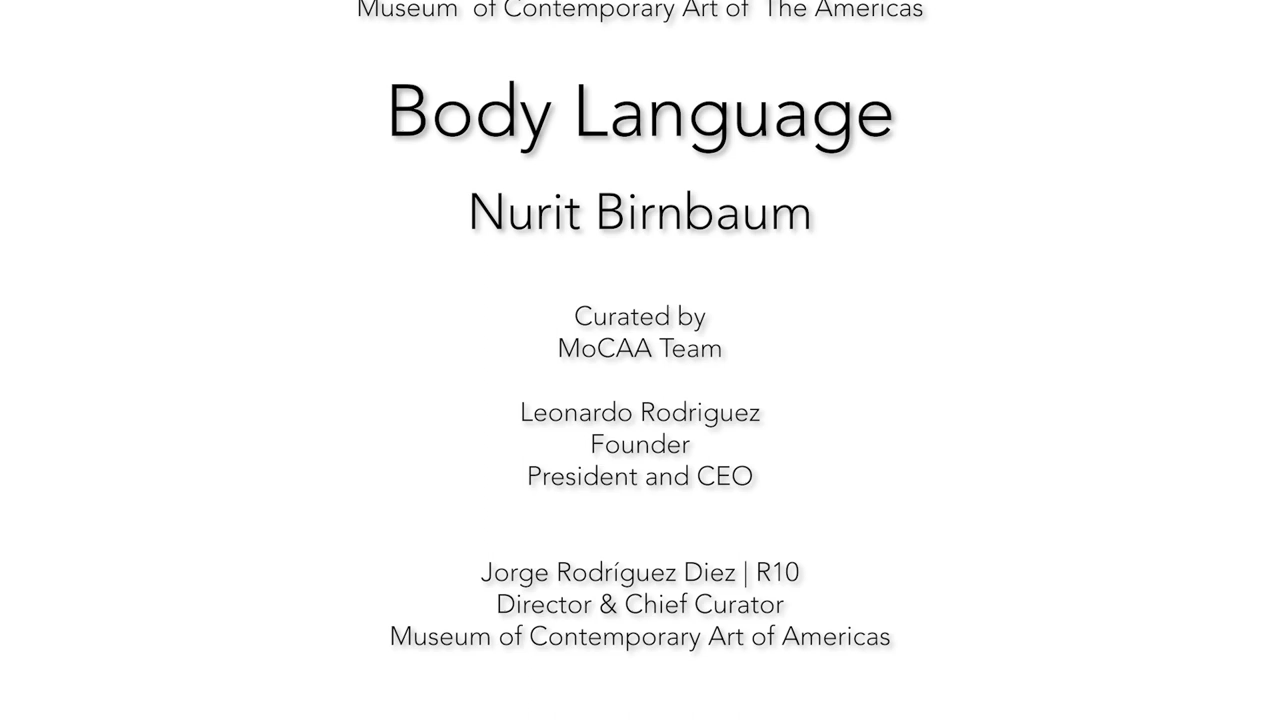 Museum of Contemporary Art of The Americas
Body Language
Nurit Birnbaum
Curated by
MoCAA Team
Leonardo Rodriguez
Founder
President and CEO
Jorge Rodríguez Diez | R10
Director & Chief Curator
Museum of Contemporary Art of Americas